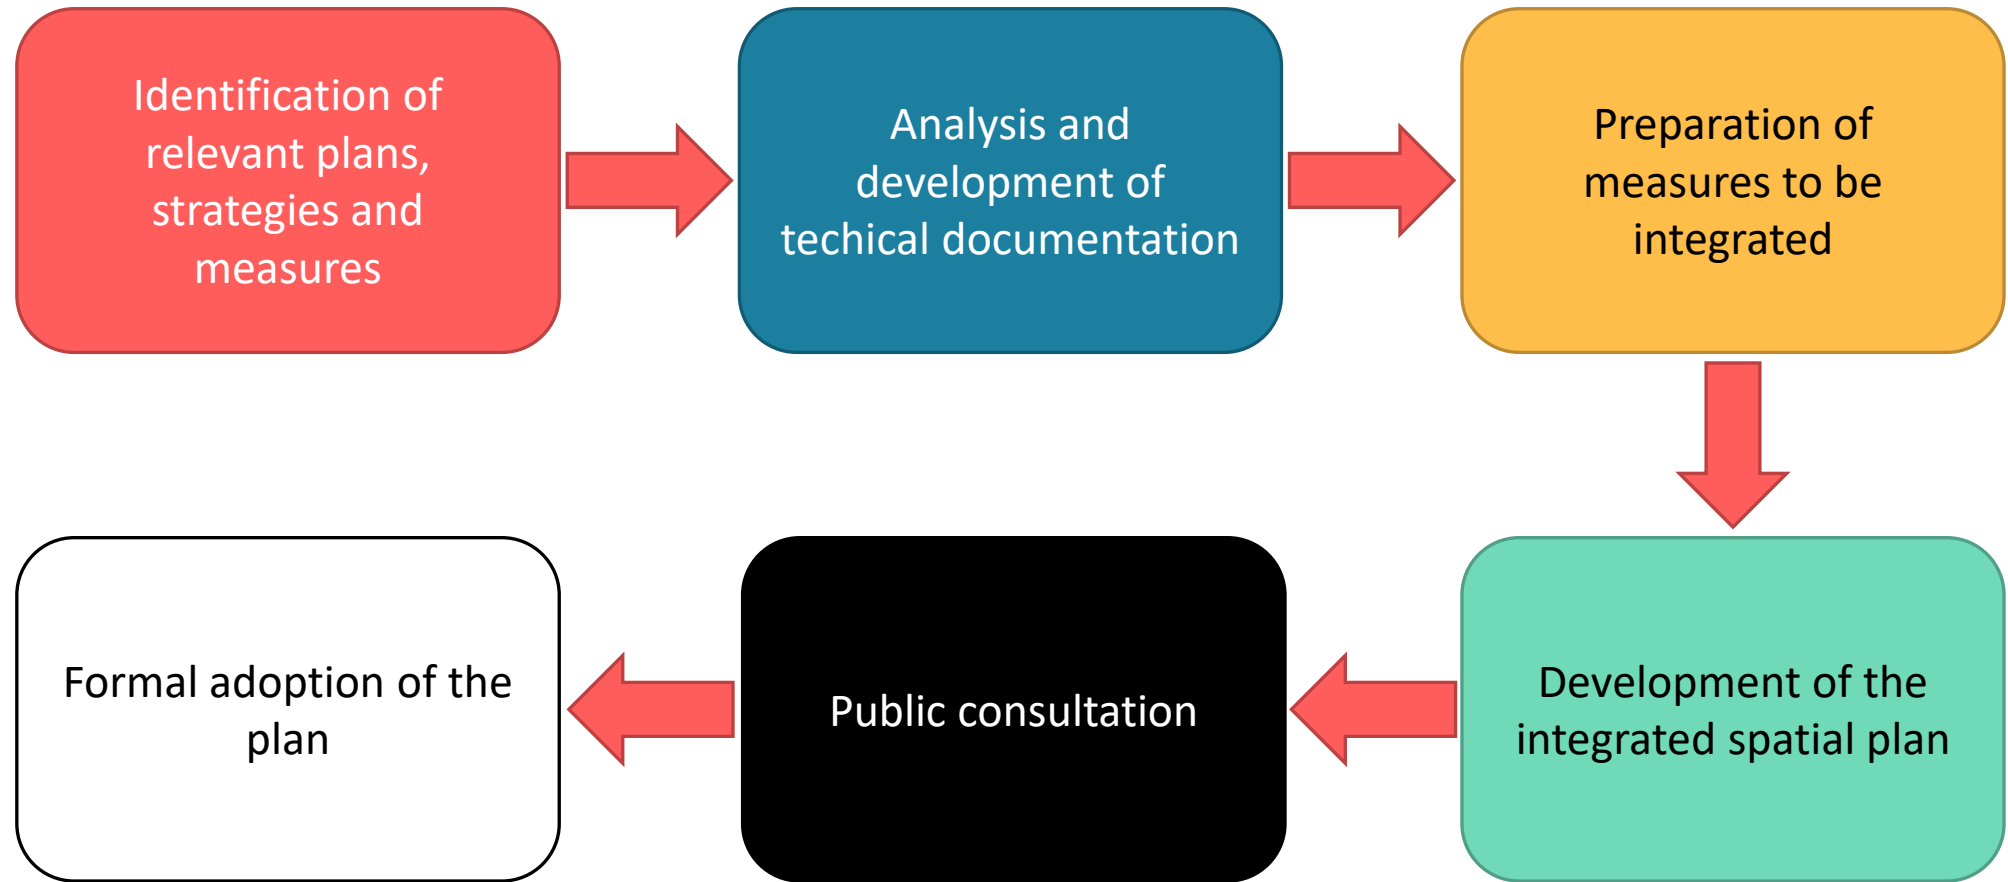 Identification of
relevant plans,
strategies and
measures
Analysis and
development of
techical documentation
Preparation of
measures to be
integrated
Development of the
integrated spatial plan
Public consultation
Formal adoption of the
plan